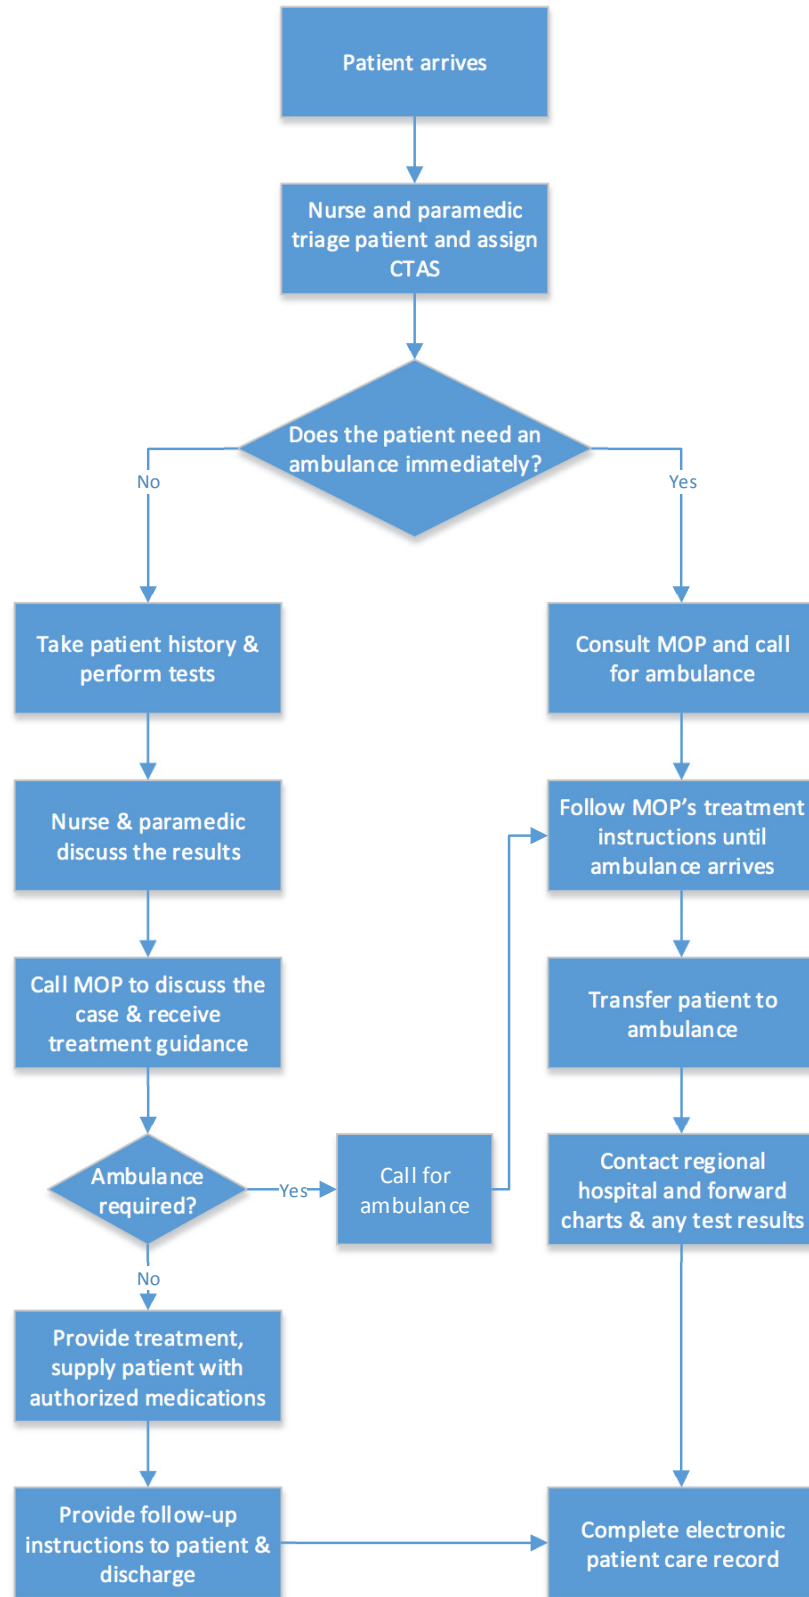 Patient arrives
Nurse and paramedic
triage patient and assign
CTAS
Does the patient need an
ambulance immediately?
No
Yes
Take patient history &
perform tests
Consult MOP and call
for ambulance
Nurse & paramedic
discuss the results
Follow MOP’s treatment
instructions until
ambulance arrives
Call MOP to discuss the
case & receive
treatment guidance
Transfer patient to
ambulance
Ambulance
required?
Yes
Call for
ambulance
Contact regional
hospital and forward
charts & any test results
No
Provide treatment,
supply patient with
authorized medications
Provide follow-up
instructions to patient &
discharge
Complete electronic
patient care record